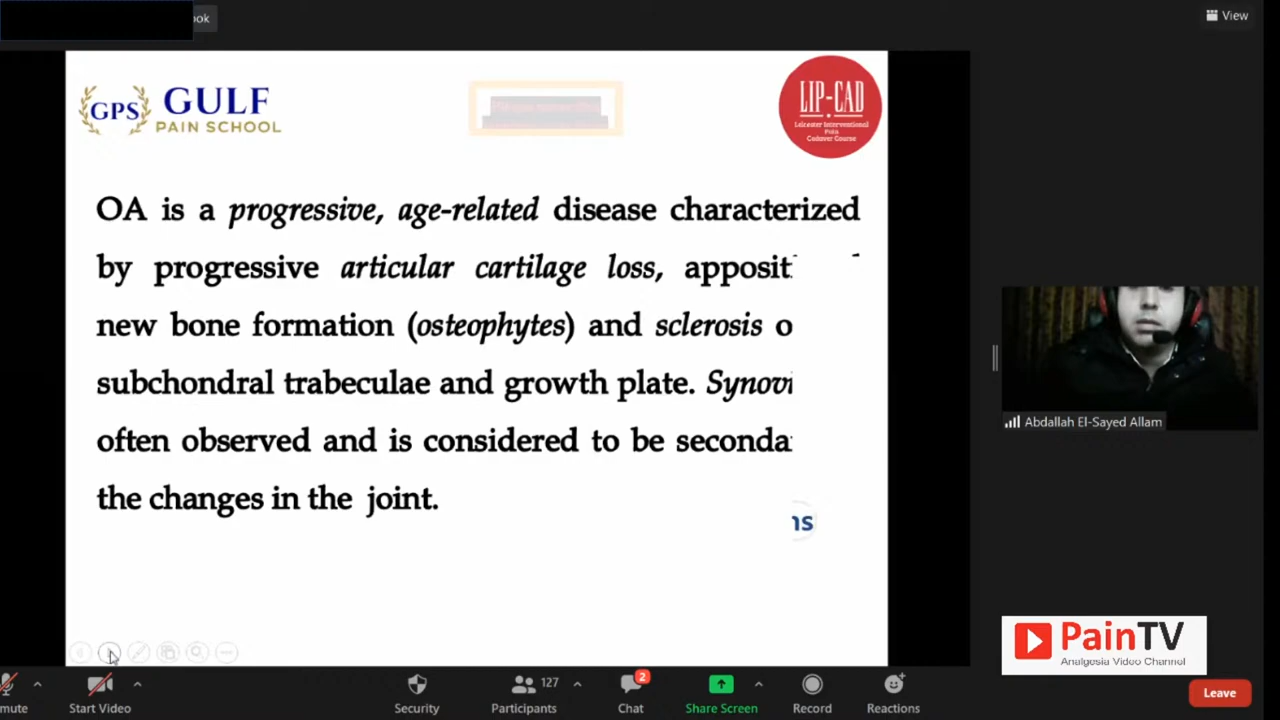 ok
View
GPS GULF
PAIN SCHOOL
LIP-CAD
Leicester Interventional
Pain
Cadaver Course
OA is a progressive, age-related disease characterized
by progressive articular cartilage loss, apposit
new bone formation (osteophytes) and sclerosis o
subchondral trabeculae and growth plate. Synovi
often observed and is considered to be seconda
the changes in the joint.
ns
Abdallah El-Sayed Allam
PainTV
Analgesia Video Channel
mute
Start Video
Security
127
Participants
2
Chat
Share Screen
Record
Reactions
Leave